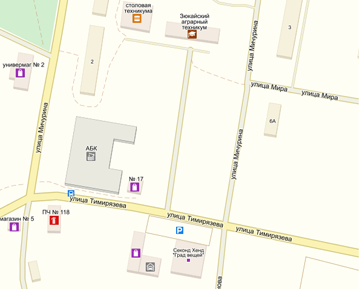 столовая
техникума
Зюкайский
аграрный
техникум
3
универмаг № 2
2
улица Мичурина
улица Мира
улица Мира
6А
улица Мичурина
АБК
№ 17
улица Тимирязева
магазин № 5
ПЧ № 118
улица Тимирязева
улица Тимирязева
Секонд Хенд
"Град вещей"